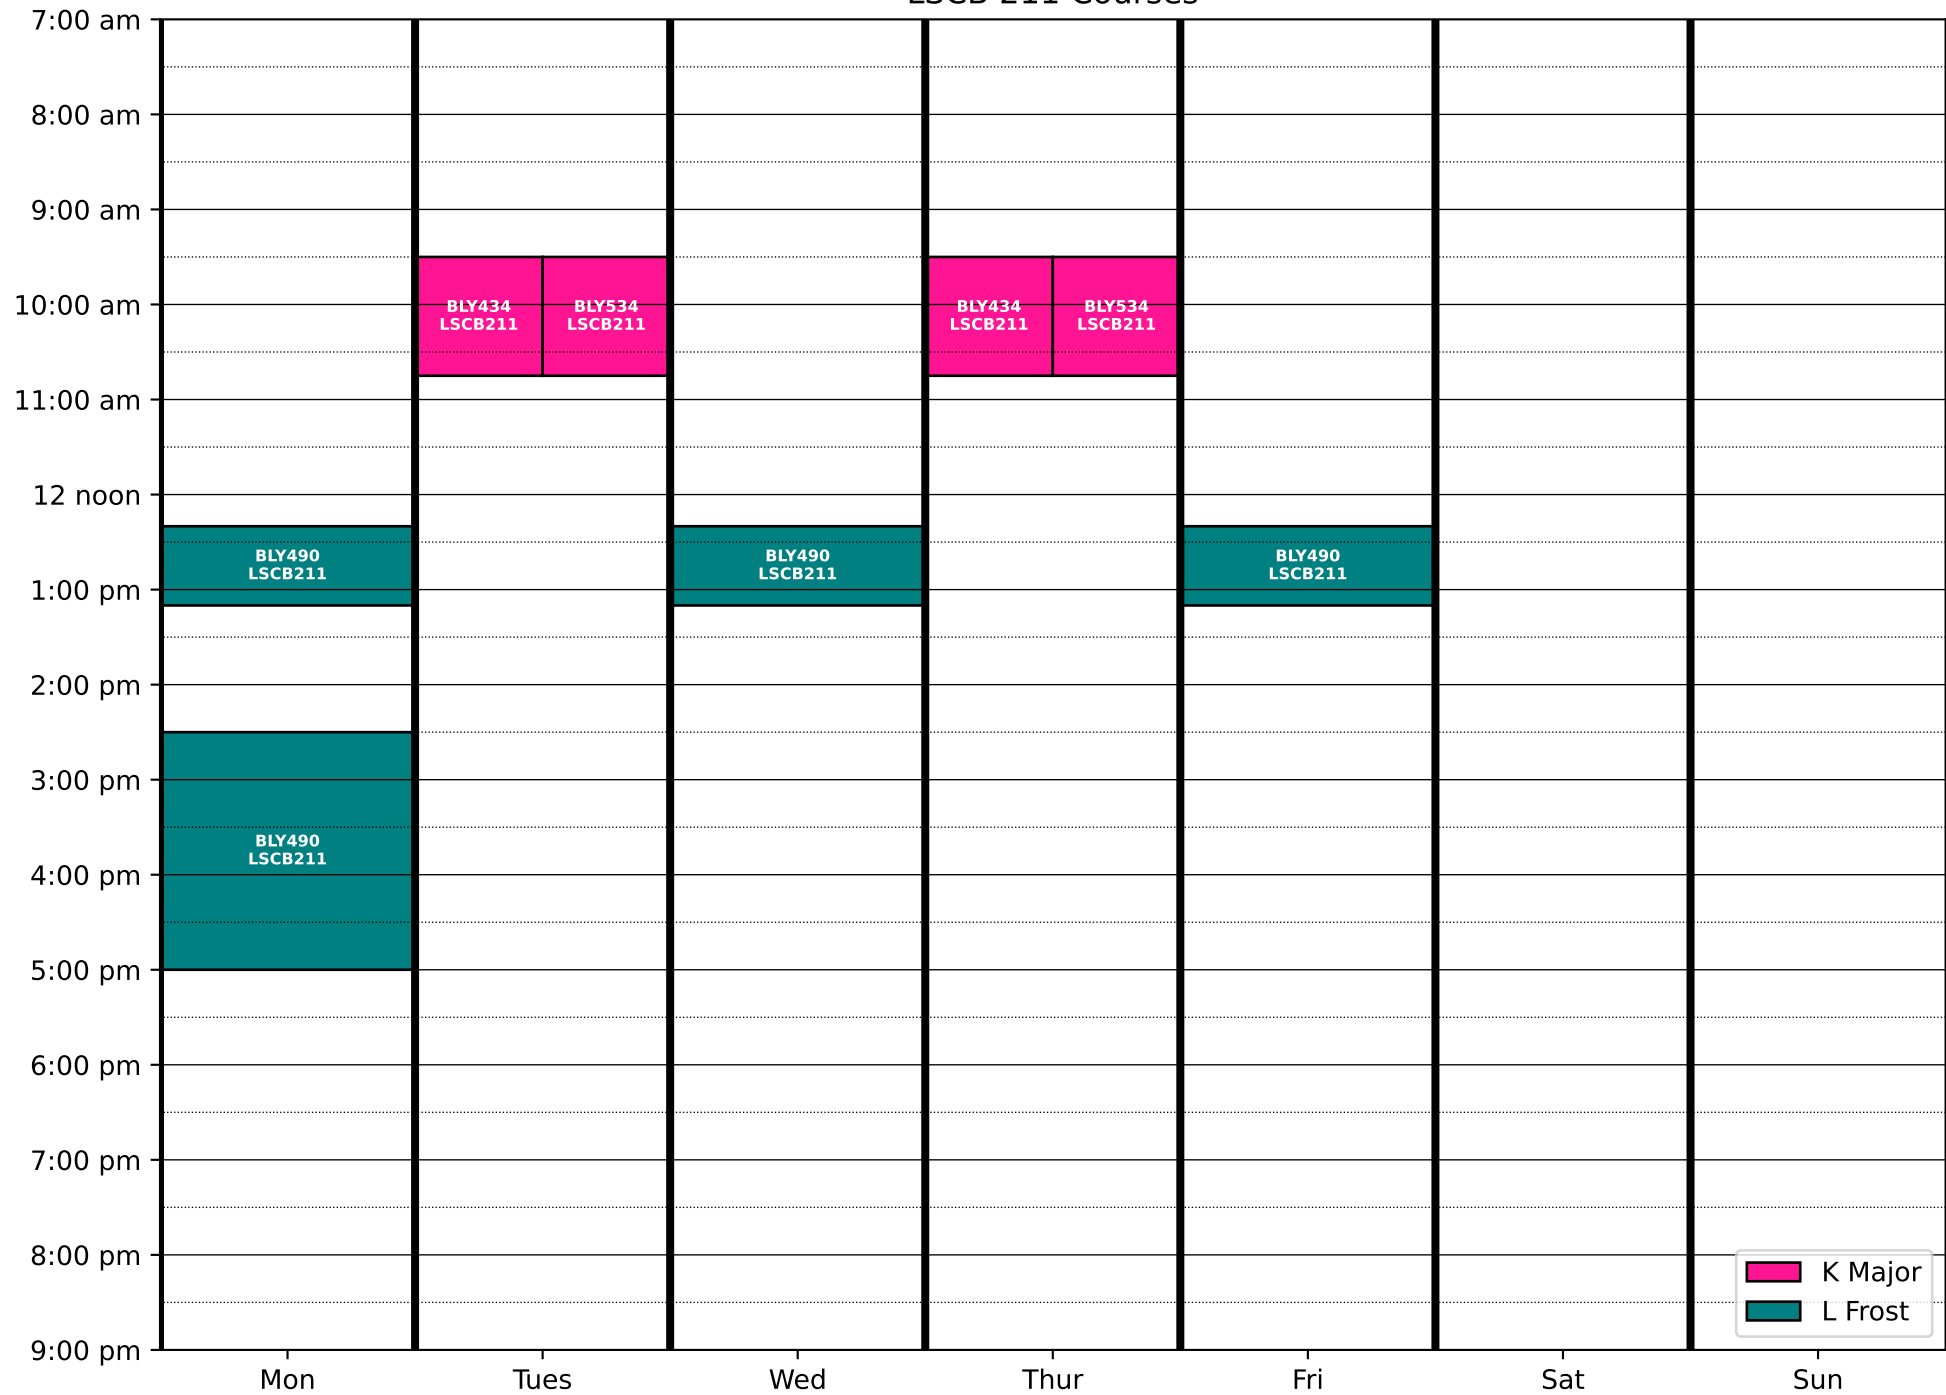 LSCB 211 Courses
7:00 am
8:00 am
9:00 am
10:00 am
11:00 am
12 noon
1:00 pm
2:00 pm
3:00 pm
4:00 pm
5:00 pm
6:00 pm
7:00 pm
8:00 pm
9:00 pm
BLY434
LSCB211
BLY534
LSCB211
BLY434
LSCB211
BLY534
LSCB211
BLY490
LSCB211
BLY490
LSCB211
BLY490
LSCB211
BLY490
LSCB211
K Major
L Frost
Mon
Tues
Wed
Thur
Fri
Sat
Sun